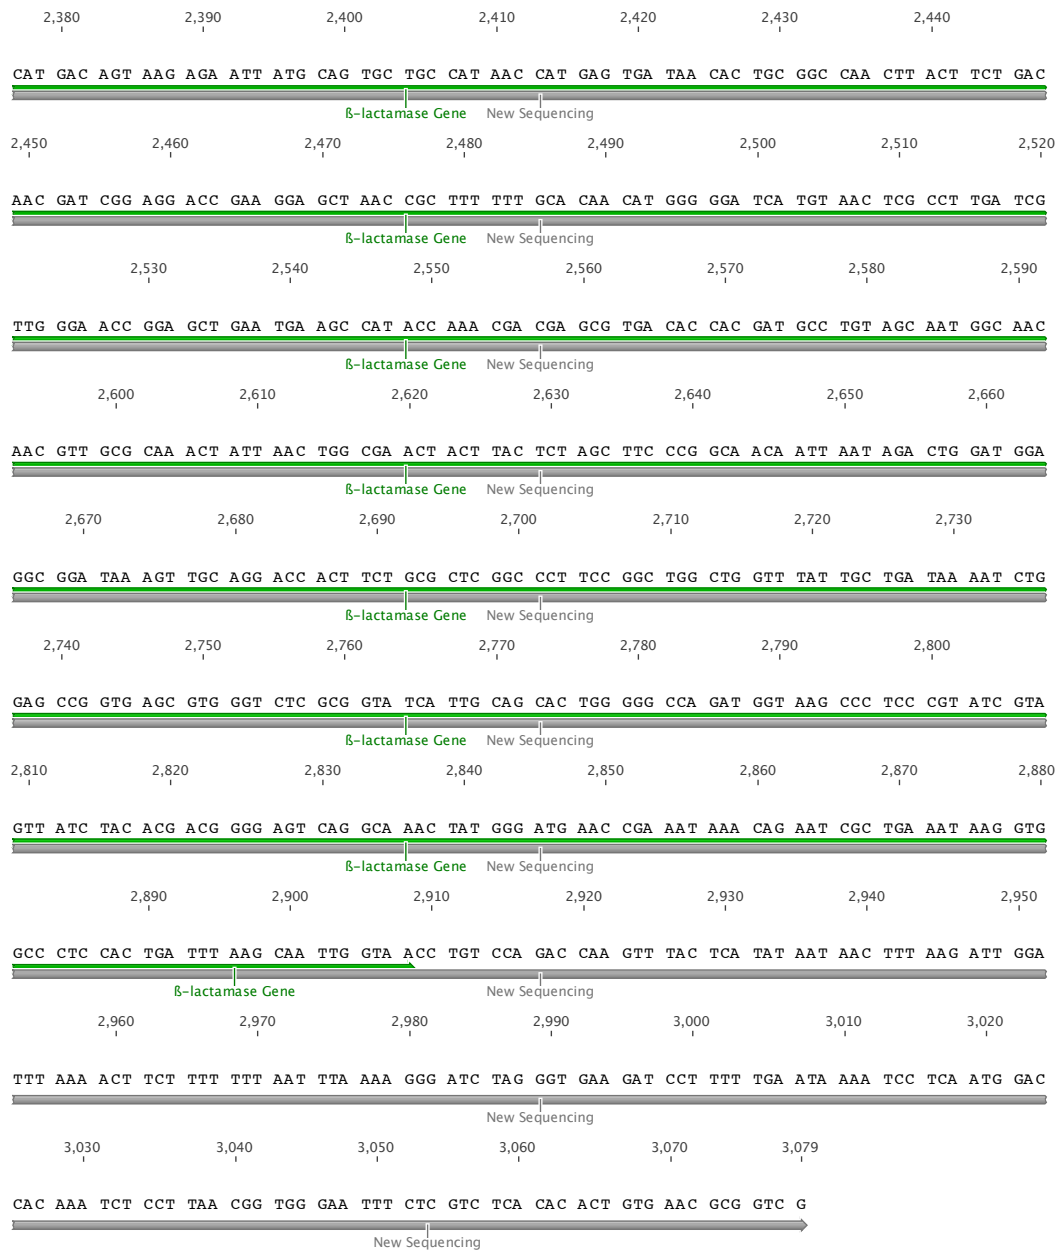 2,380 2,390 2,400 2,410 2,420 2,430 2,440
CAT GAC AGT AAG AGA ATT ATG CAG TGC TGC CAT AAC CAT GAG TGA TAA CAC TGC GGC CAA CTT ACT TCT GAC
ß-lactamase Gene New Sequencing
2,450 2,460 2,470 2,480 2,490 2,500 2,510 2,520
AAC GAT CGG AGG ACC GAA GGA GCT AAC CGC TTT TTT GCA CAA CAT GGG GGA TCA TGT AAC TCG CCT TGA TCG
ß-lactamase Gene New Sequencing
2,530 2,540 2,550 2,560 2,570 2,580 2,590
TTG GGA ACC GGA GCT GAA TGA AGC CAT ACC AAA CGA CGA GCG TGA CAC CAC GAT GCC TGT AGC AAT GGC AAC
ß-lactamase Gene New Sequencing
2,600 2,610 2,620 2,630 2,640 2,650 2,660
AAC GTT GCG CAA ACT ATT AAC TGG CGA ACT ACT TAC TCT AGC TTC CCG GCA ACA ATT AAT AGA CTG GAT GGA
ß-lactamase Gene New Sequencing
2,670 2,680 2,690 2,700 2,710 2,720 2,730
GGC GGA TAA AGT TGC AGG ACC ACT TCT GCG CTC GGC CCT TCC GGC TGG CTG GTT TAT TGC TGA TAA AAT CTG
ß-lactamase Gene New Sequencing
2,740 2,750 2,760 2,770 2,780 2,790 2,800
GAG CCG GTG AGC GTG GGT CTC GCG GTA TCA TTG CAG CAC TGG GGG CCA GAT GGT AAG CCC TCC CGT ATC GTA
ß-lactamase Gene New Sequencing
2,810 2,820 2,830 2,840 2,850 2,860 2,870 2,880
GTT ATC TAC ACG ACG GGG AGT CAG GCA AAC TAT GGG ATG AAC CGA AAT AAA CAG AAT CGC TGA AAT AAG GTG
ß-lactamase Gene New Sequencing
2,890 2,900 2,910 2,920 2,930 2,940 2,950
GCC CTC CAC TGA TTT AAG CAA TTG GTA ACC TGT CCA GAC CAA GTT TAC TCA TAT AAT AAC TTT AAG ATT GGA
ß-lactamase Gene New Sequencing
2,960 2,970 2,980 2,990 3,000 3,010 3,020
TTT AAA ACT TCT TTT TTT AAT TTA AAA GGG ATC TAG GGT GAA GAT CCT TTT TGA ATA AAA TCC TCA ATG GAC
New Sequencing
3,030 3,040 3,050 3,060 3,070 3,079
CAC AAA TCT CCT TAA CGG TGG GAA TTT CTC GTC TCA CAC ACT GTG AAC GCG GTC G
New Sequencing